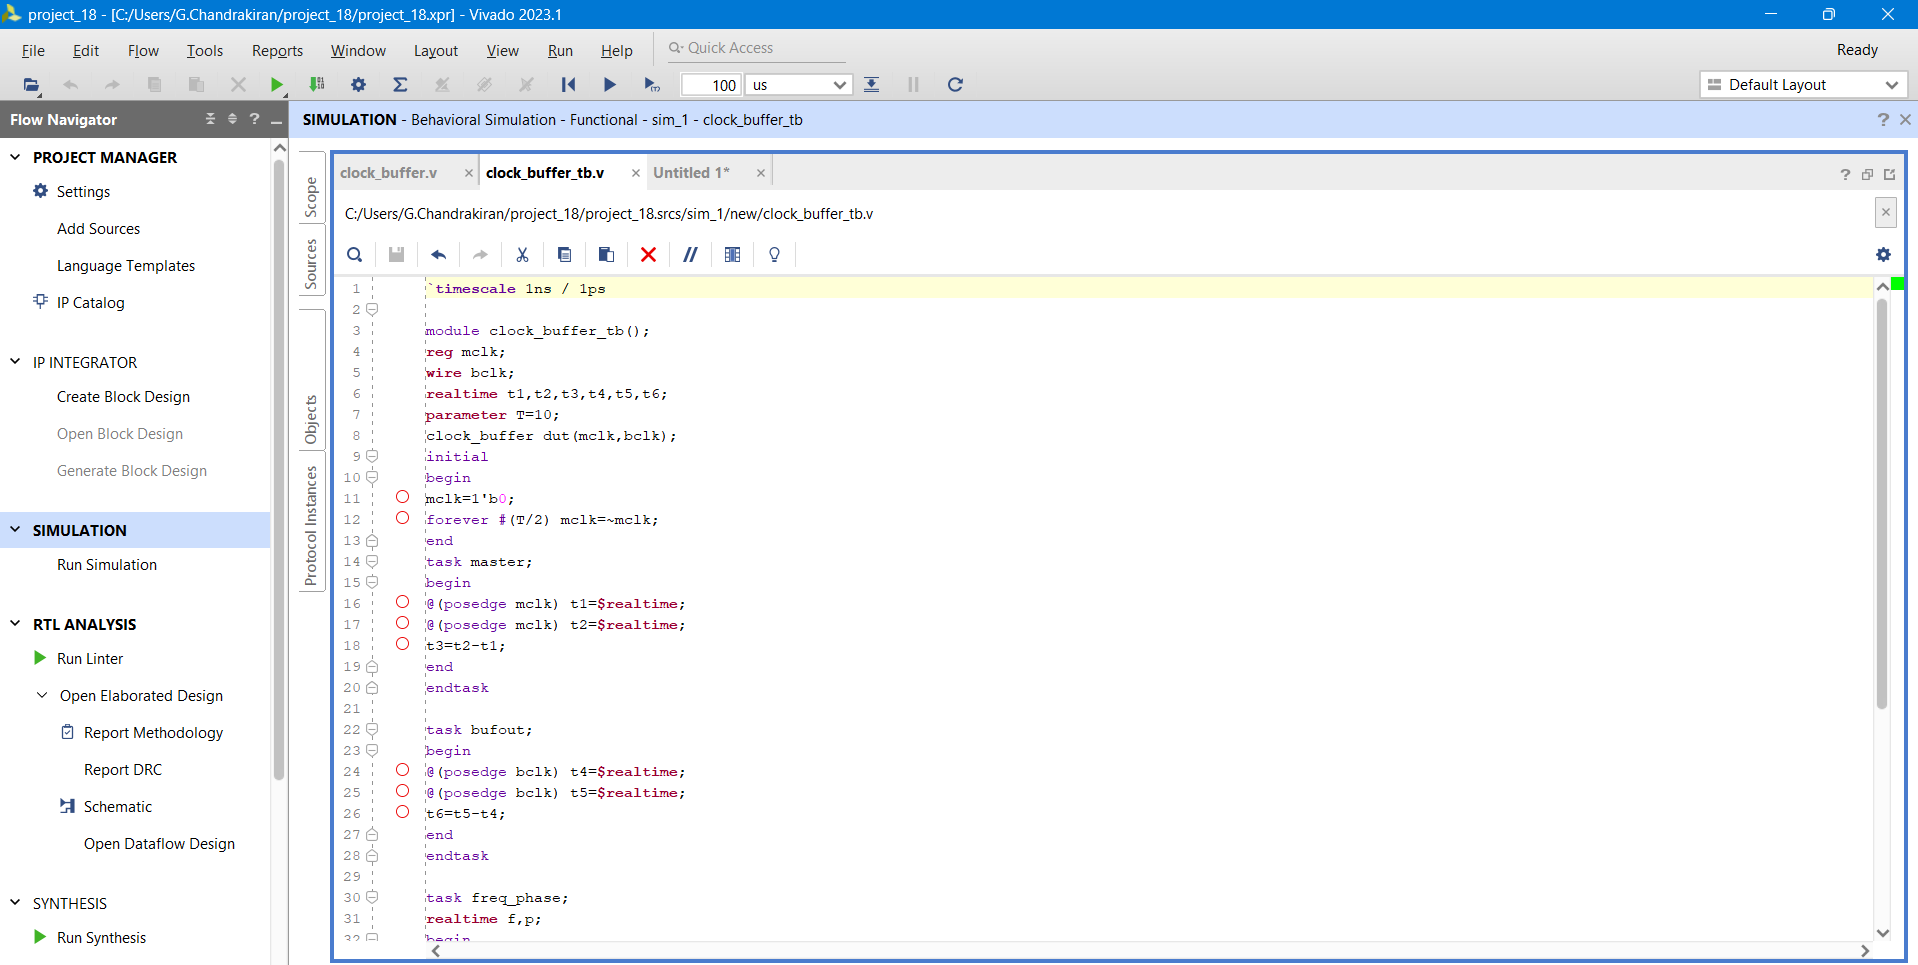 project_18 - [C:/Users/G.Chandrakiran/project_18/project_18.xpr] - Vivado 2023.1
File Edit Flow Tools Reports Window Layout View Run Help Quick Access Ready
100 us Default Layout
Flow Navigator
SIMULATION - Behavioral Simulation - Functional - sim_1 - clock_buffer_tb
PROJECT MANAGER
Settings
Add Sources
Language Templates
IP Catalog
IP INTEGRATOR
Create Block Design
Open Block Design
Generate Block Design
SIMULATION
Run Simulation
RTL ANALYSIS
Run Linter
Open Elaborated Design
Report Methodology
Report DRC
Schematic
Open Dataflow Design
SYNTHESIS
Run Synthesis
Scope
Sources
Objects
Protocol Instances
clock_buffer.v clock_buffer_tb.v Untitled 1*
C:/Users/G.Chandrakiran/project_18/project_18.srcs/sim_1/new/clock_buffer_tb.v
1 `timescale 1ns / 1ps
2
3 module clock_buffer_tb();
4 reg mclk;
5 wire bclk;
6 realtime t1,t2,t3,t4,t5,t6;
7 parameter T=10;
8 clock_buffer dut(mclk,bclk);
9 initial
10 begin
11 mclk=1'b0;
12 forever #(T/2) mclk=~mclk;
13 end
14 task master;
15 begin
16 @(posedge mclk) t1=$realtime;
17 @(posedge mclk) t2=$realtime;
18 t3=t2-t1;
19 end
20 endtask
21
22 task bufout;
23 begin
24 @(posedge bclk) t4=$realtime;
25 @(posedge bclk) t5=$realtime;
26 t6=t5-t4;
27 end
28 endtask
29
30 task freq_phase;
31 realtime f,p;
32 begin